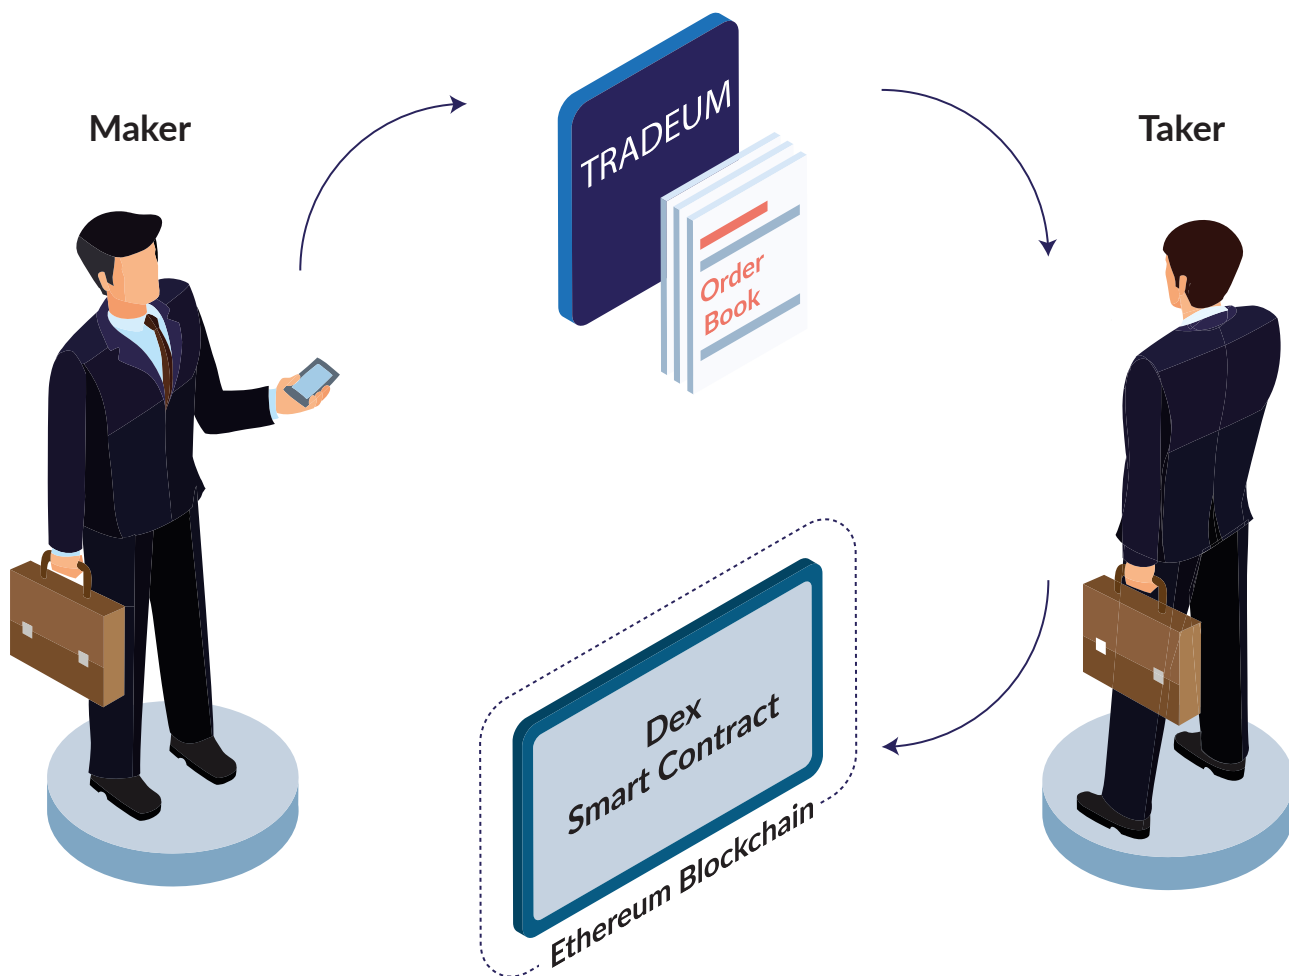 Maker
TRADEUM
Order
Book
Taker
Dex
Smart Contract
Ethereum Blockchain